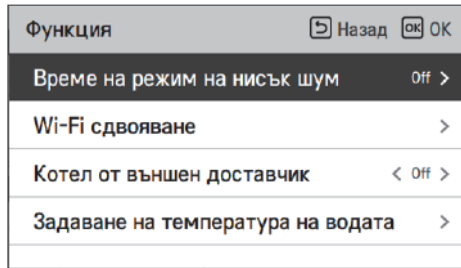 Функция Назад OK OK
Време на режим на нисък шум Off >
Wi-Fi сдвояване >
Котел от външен доставчик < Off >
Задаване на температура на водата >